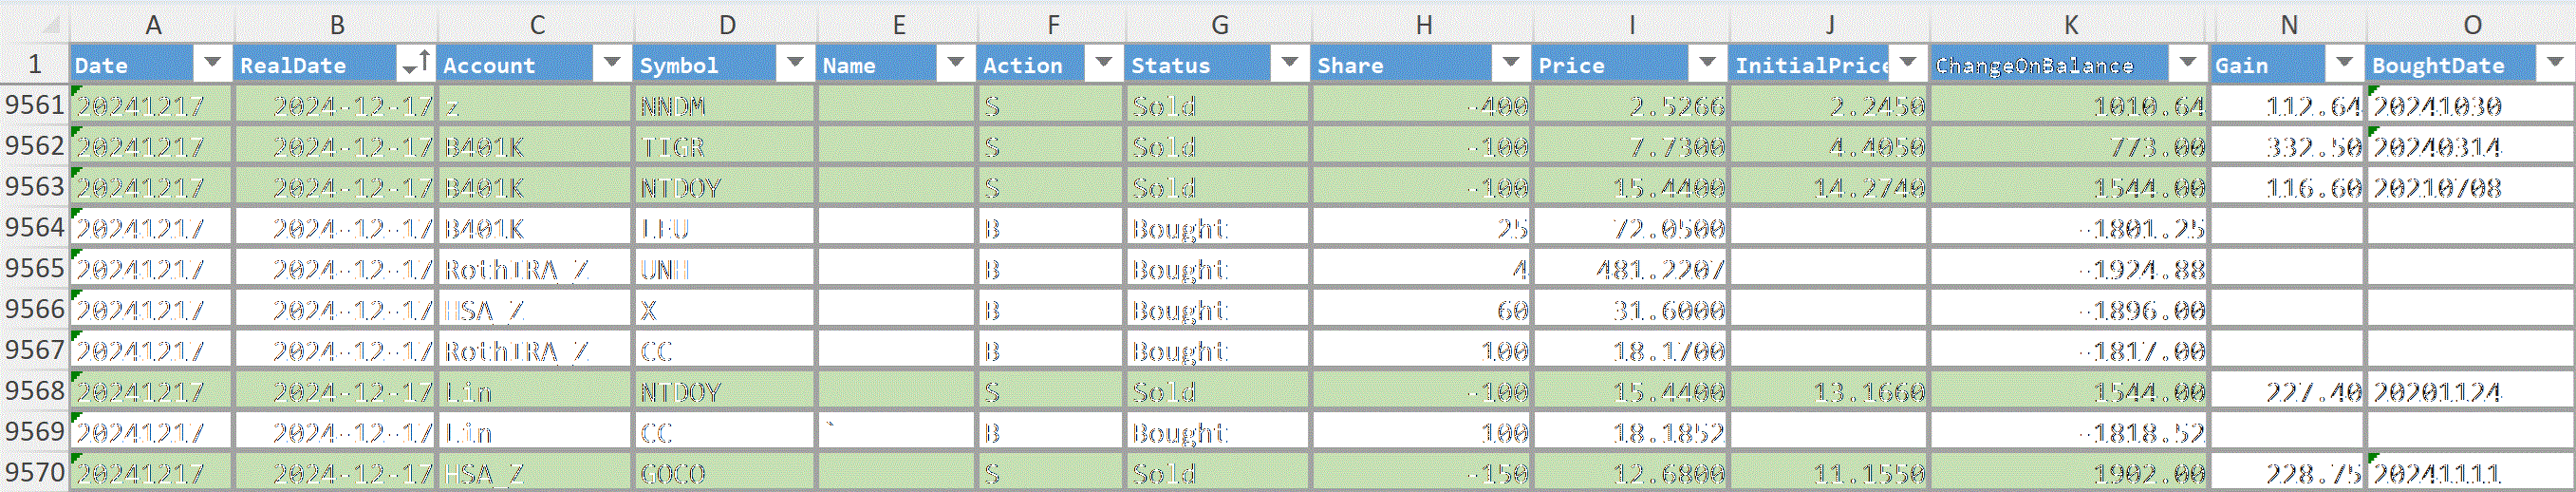 A B C D E F G H I J K N O
1 Date RealDate Account Symbol Name Action Status Share Price InitialPrice ChangeOnBalance Gain BoughtDate
9561 20241217 2024-12-17 z NNDM S Sold -400 2.5266 2.2450 1010.64 112.64 20241030
9562 20241217 2024-12-17 B401K TIGR S Sold -100 7.7300 4.4050 773.00 332.50 20240314
9563 20241217 2024-12-17 B401K NTDOY S Sold -100 15.4400 14.2740 1544.00 116.60 20210708
9564 20241217 2024-12-17 B401K LEU B Bought 25 72.0500 -1801.25
9565 20241217 2024-12-17 RothIRA_Z UNH B Bought 4 481.2207 -1924.88
9566 20241217 2024-12-17 HSA_Z X B Bought 60 31.6000 -1896.00
9567 20241217 2024-12-17 RothIRA_Z CC B Bought 100 18.1700 -1817.00
9568 20241217 2024-12-17 Lin NTDOY S Sold -100 15.4400 13.1660 1544.00 227.40 20201124
9569 20241217 2024-12-17 Lin CC ` B Bought 100 18.1852 -1818.52
9570 20241217 2024-12-17 HSA_Z GOCO S Sold -150 12.6800 11.1550 1902.00 228.75 20241111